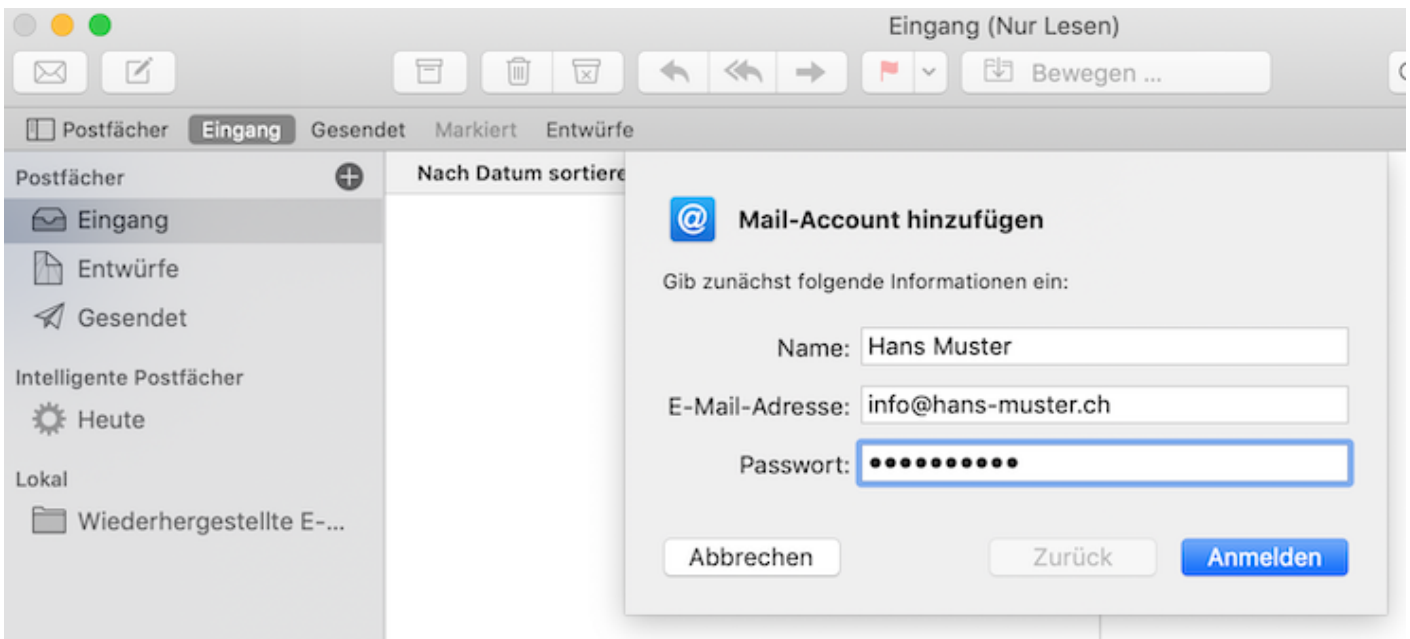 Eingang (Nur Lesen)
Bewegen ...
Postfächer Eingang Gesendet Markiert Entwürfe
Postfächer
Eingang
Entwürfe
Gesendet
Intelligente Postfächer
Heute
Lokal
Wiederhergestellte E-...
Nach Datum sortiere
@ Mail-Account hinzufügen
Gib zunächst folgende Informationen ein:
Name: Hans Muster
E-Mail-Adresse: info@hans-muster.ch
Passwort: ••••••••••
Abbrechen Zurück Anmelden